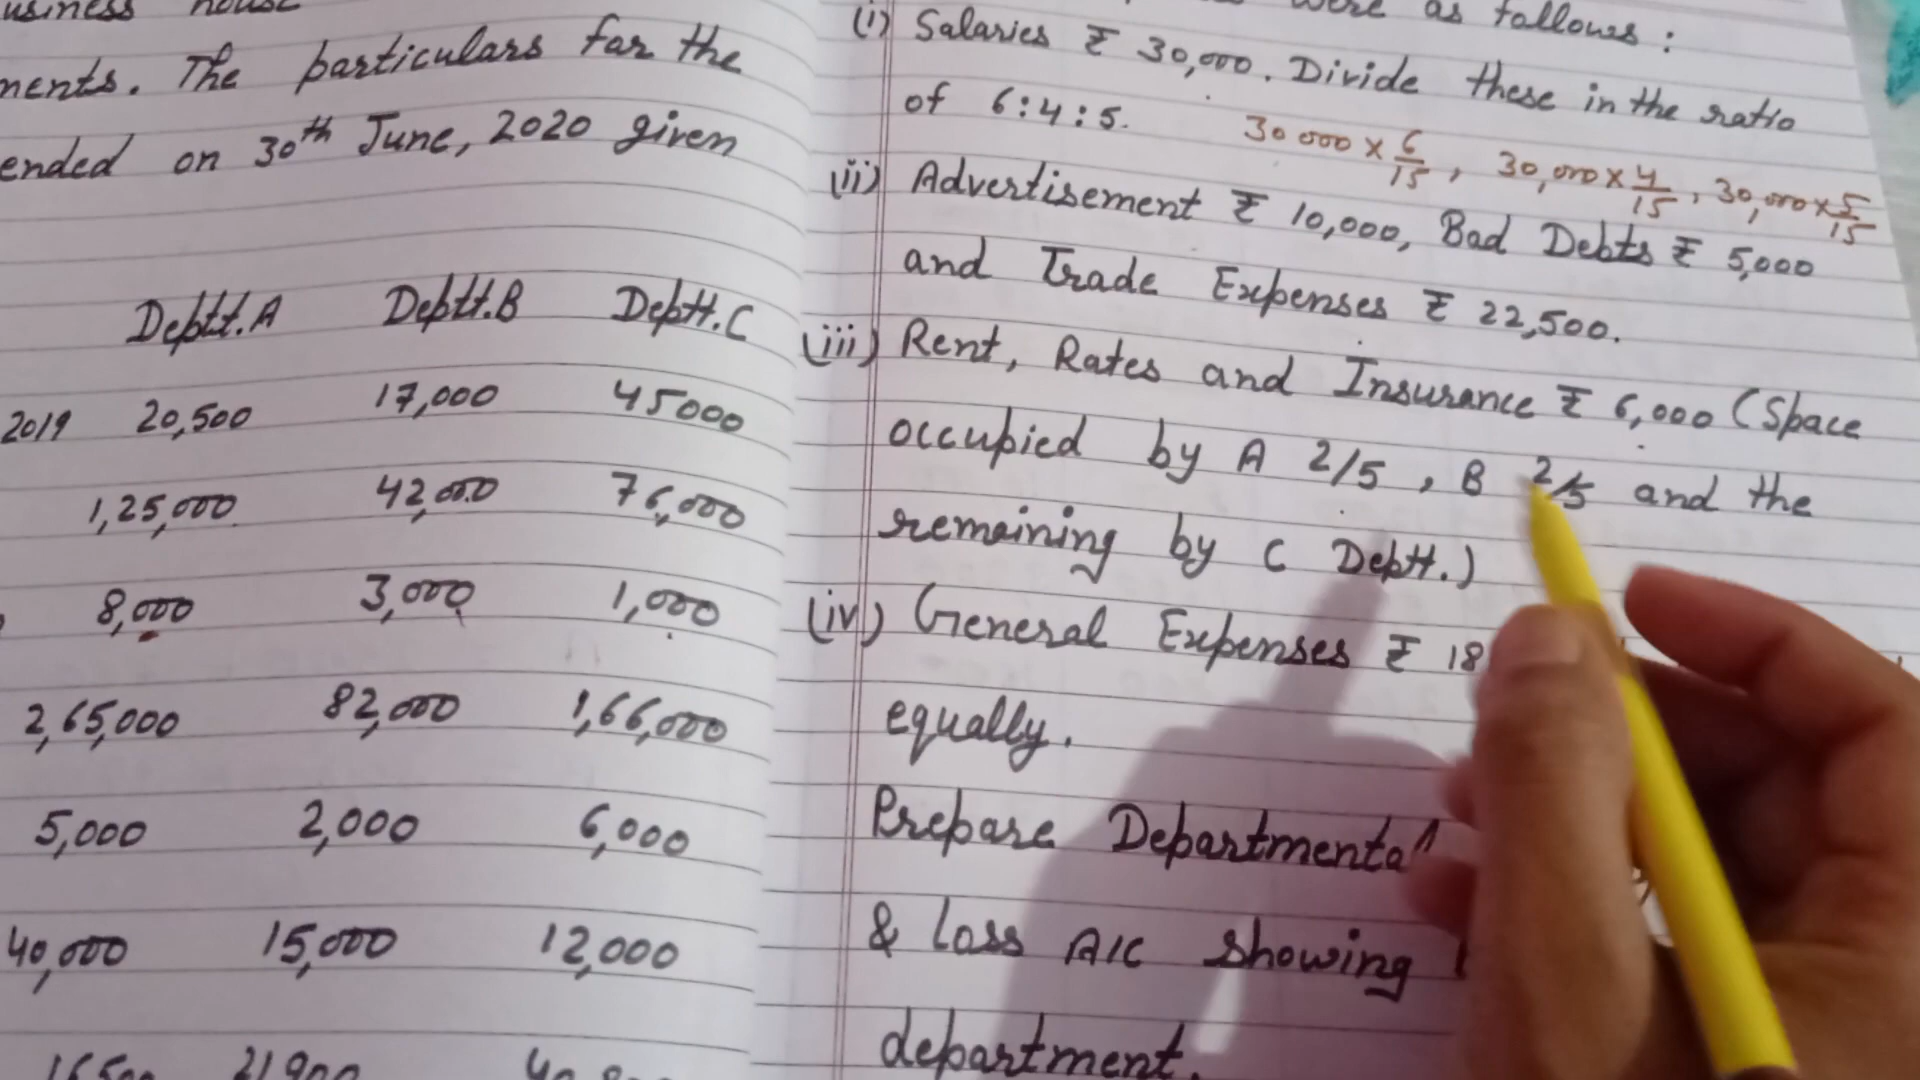 house
ments. The particulars for the
ended on 30th June, 2020 given
Deptt.A Deptt.B Deptt.C
2019 20,500 17,000 45000
1,25,000 42,000 76,000
8,000 3,000 1,000
2,65,000 82,000 1,66,000
5,000 2,000 6,000
40,000 15,000 12,000
21900
were as follows :
(i) Salaries ₹ 30,000. Divide these in the ratio
of 6:4:5. 30000 × 6/15, 30,000 × 4/15, 30,000 × 5/15
(ii) Advertisement ₹ 10,000, Bad Debts ₹ 5,000
and Trade Expenses ₹ 22,500.
(iii) Rent, Rates and Insurance ₹ 6,000 (Space
occupied by A 2/5, B 2/5 and the
remaining by C Deptt.)
(iv) General Expenses ₹ 18
equally.
Prepare Departmental
& Loss A/C showing
department.